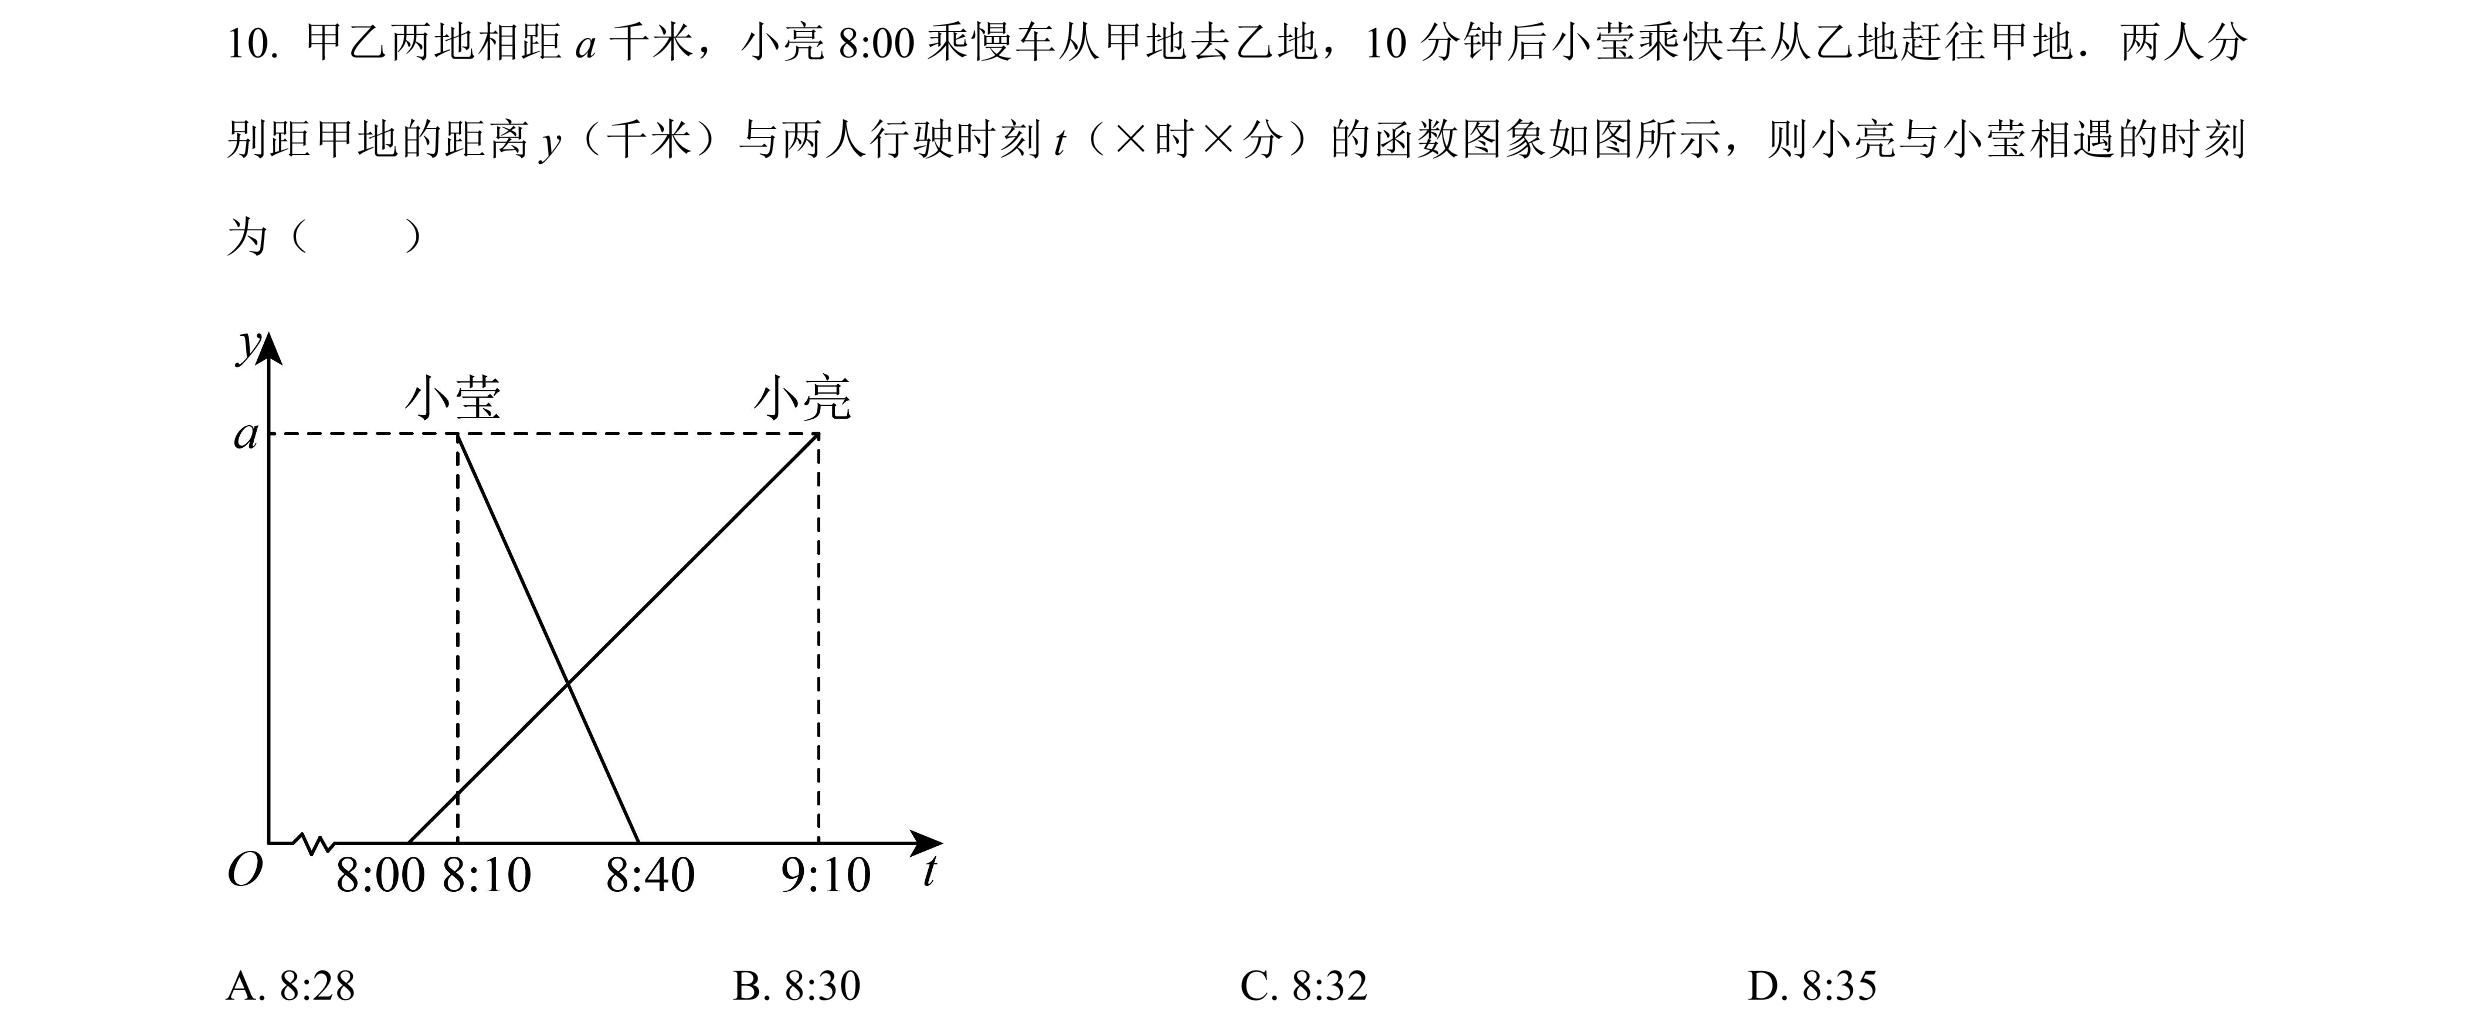 10. 甲乙两地相距 a 千米，小亮 8:00 乘慢车从甲地去乙地，10 分钟后小莹乘快车从乙地赶往甲地．两人分
别距甲地的距离 y（千米）与两人行驶时刻 t（×时×分）的函数图象如图所示，则小亮与小莹相遇的时刻
为（　　）
y
小莹 小亮
a
O 8:00 8:10 8:40 9:10 t
A. 8:28 B. 8:30 C. 8:32 D. 8:35